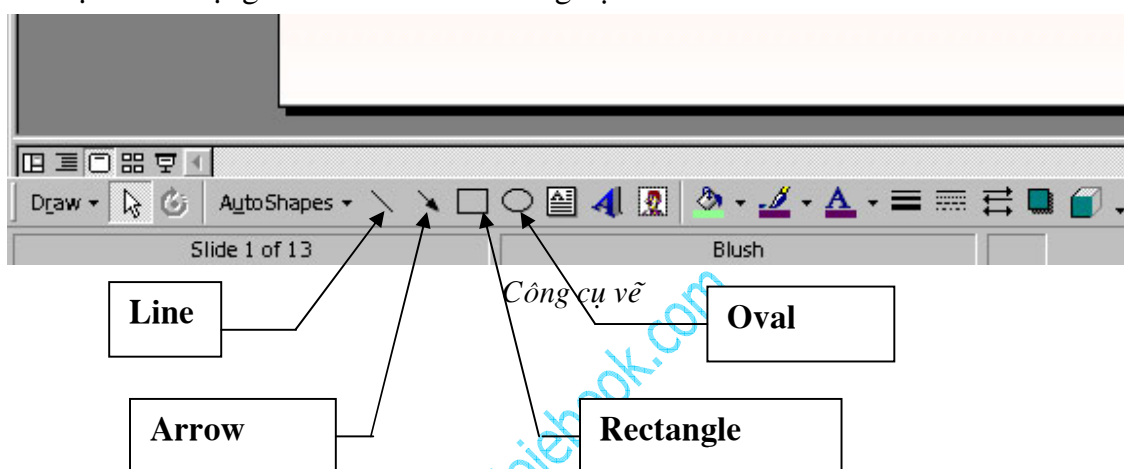 Draw AutoShapes
Slide 1 of 13 Blush
Công cụ vẽ
Line
Oval
Arrow
Rectangle